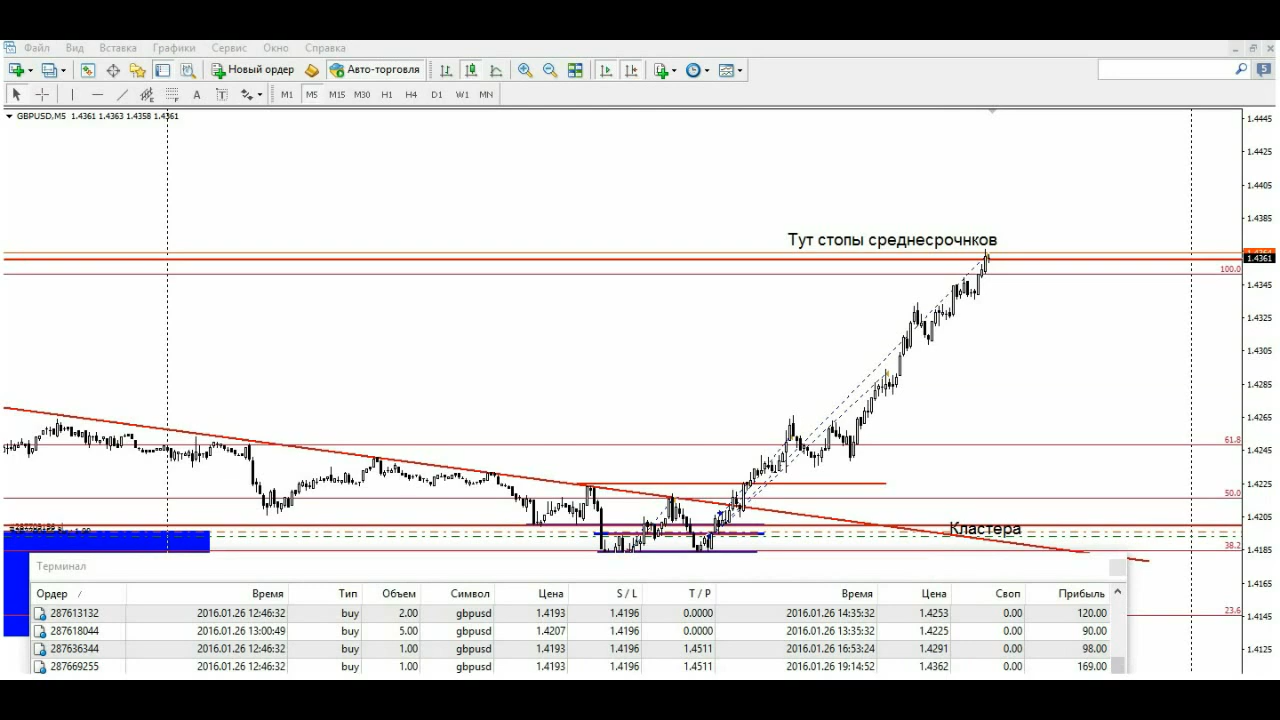 Файл Вид Вставка Графики Сервис Окно Справка
Новый ордер Авто-торговля 5
A T M1 M5 M15 M30 H1 H4 D1 W1 MN
GBPUSD,M5 1.4361 1.4363 1.4358 1.4361
1.4445
1.4425
1.4405
1.4385
Тут стопы среднесрочнков
1.4361
100.0
1.4345
1.4325
1.4305
1.4285
1.4265
61.8
1.4245
1.4225
50.0
1.4205
Кластера
38.2
1.4185
1.4165
23.6
1.4145
1.4125
Терминал
Ордер / Время Тип Объем Символ Цена S / L T / P Время Цена Своп Прибыль
287613132 2016.01.26 12:46:32 buy 2.00 gbpusd 1.4193 1.4196 0.0000 2016.01.26 14:35:32 1.4253 0.00 120.00
287618044 2016.01.26 13:00:49 buy 5.00 gbpusd 1.4207 1.4196 0.0000 2016.01.26 13:35:32 1.4225 0.00 90.00
287636344 2016.01.26 12:46:32 buy 1.00 gbpusd 1.4193 1.4196 1.4511 2016.01.26 16:53:24 1.4291 0.00 98.00
287669255 2016.01.26 12:46:32 buy 1.00 gbpusd 1.4193 1.4196 1.4511 2016.01.26 19:14:52 1.4362 0.00 169.00